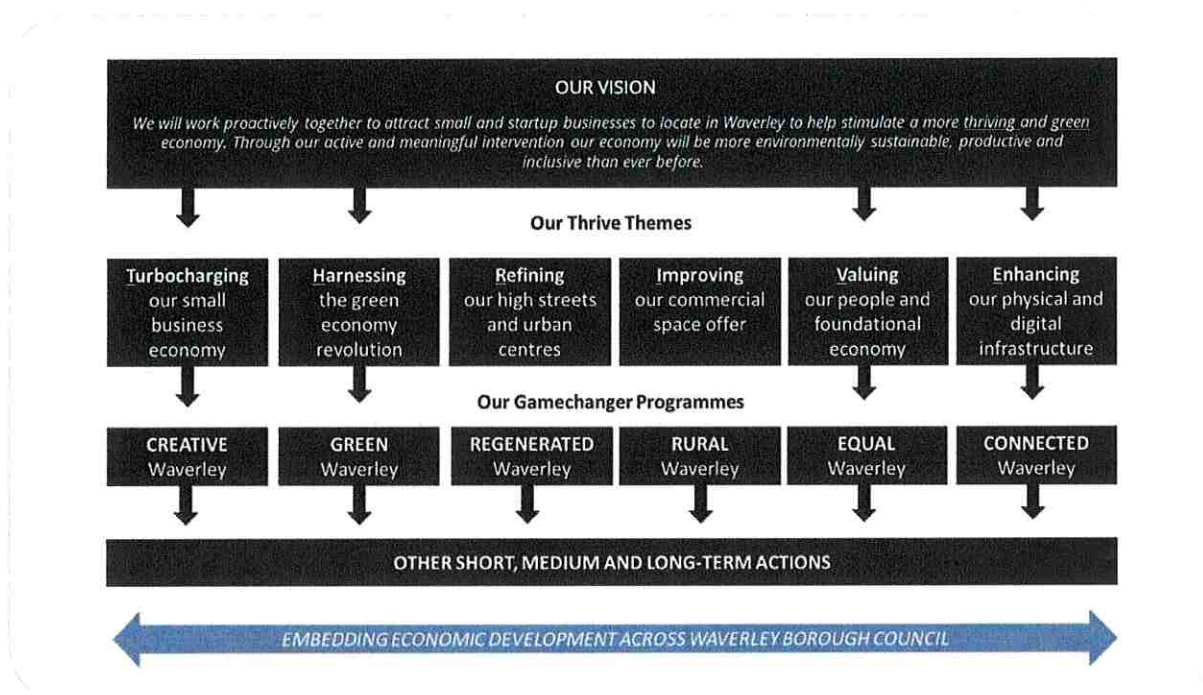 OUR VISION
We will work proactively together to attract small and startup businesses to locate in Waverley to help stimulate a more thriving and green
economy. Through our active and meaningful intervention our economy will be more environmentally sustainable, productive and
inclusive than ever before.
Our Thrive Themes
Turbocharging
our small
business
economy
Harnessing
the green
economy
revolution
Refining
our high streets
and urban
centres
Improving
our commercial
space offer
Valuing
our people and
foundational
economy
Enhancing
our physical and
digital
infrastructure
Our Gamechanger Programmes
CREATIVE
Waverley
GREEN
Waverley
REGENERATED
Waverley
RURAL
Waverley
EQUAL
Waverley
CONNECTED
Waverley
OTHER SHORT, MEDIUM AND LONG-TERM ACTIONS
EMBEDDING ECONOMIC DEVELOPMENT ACROSS WAVERLEY BOROUGH COUNCIL